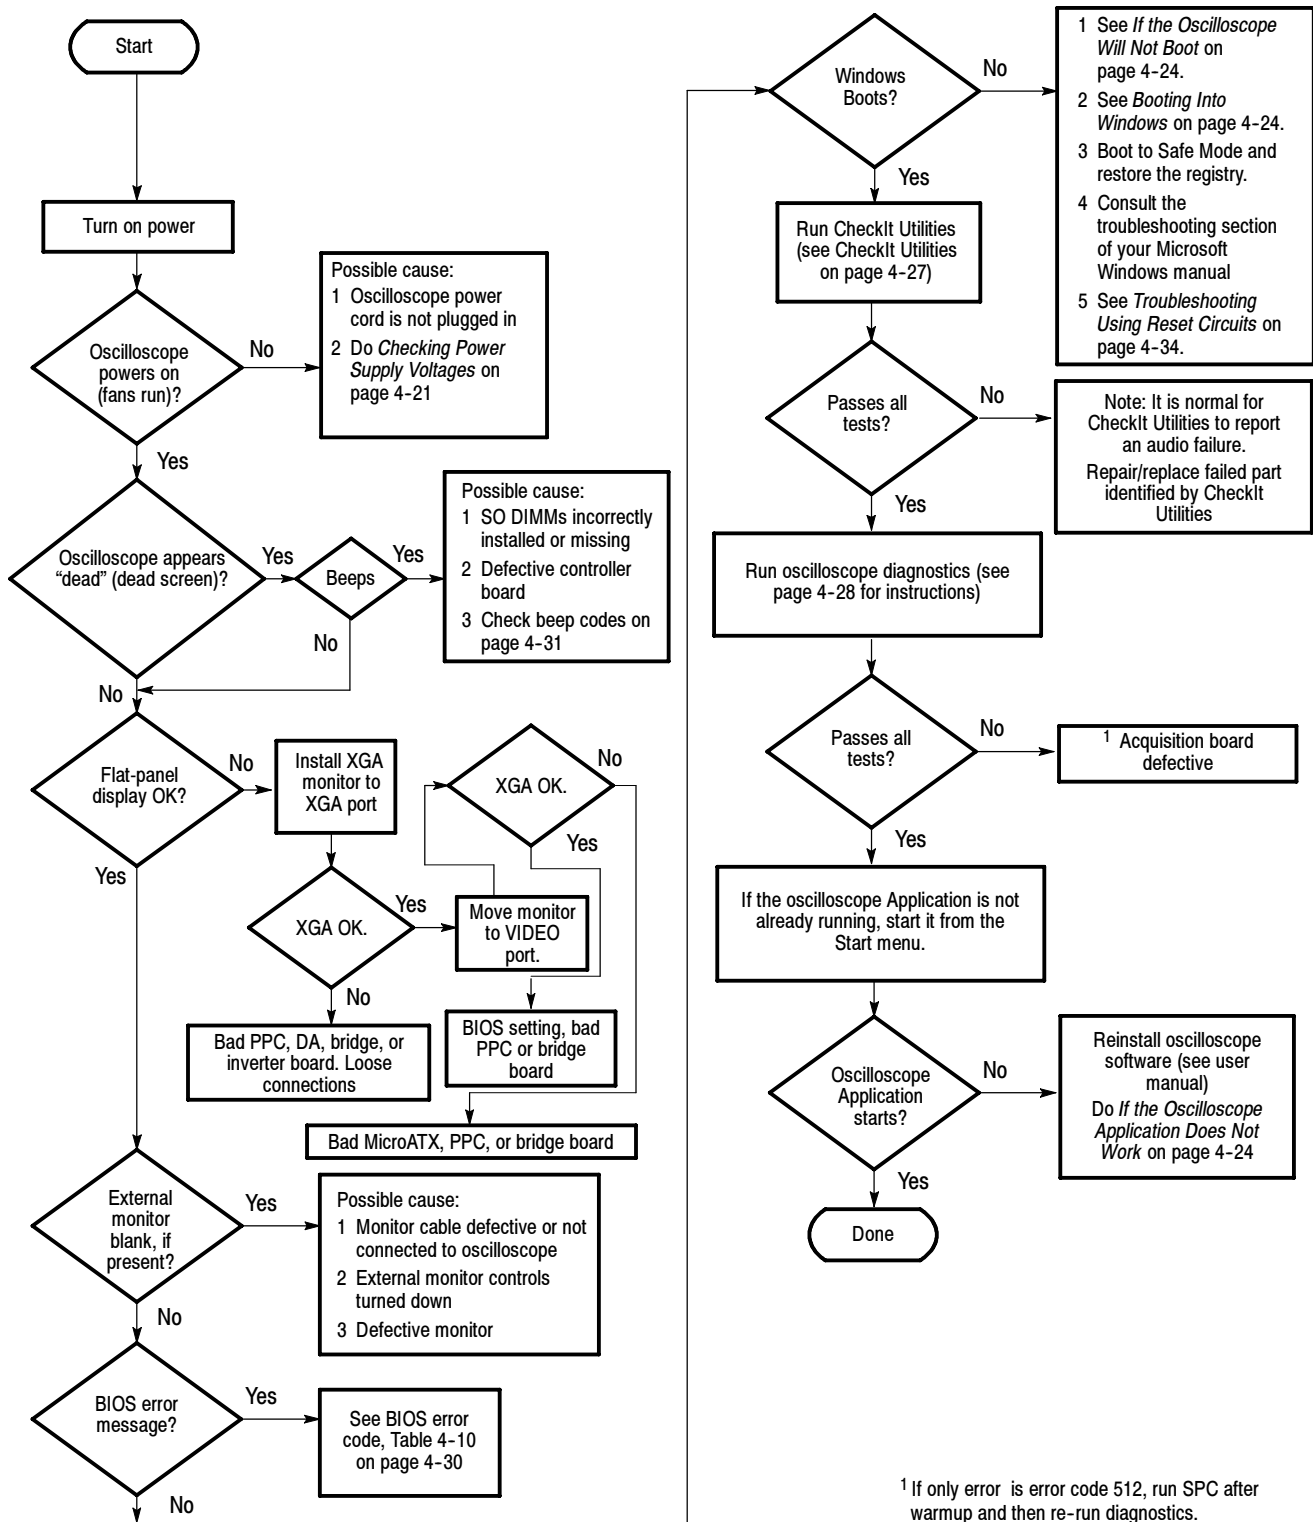 Start
Turn on power
Oscilloscope
powers on
(fans run)?
No
Possible cause:
1 Oscilloscope power
cord is not plugged in
2 Do Checking Power
Supply Voltages on
page 4-21
Yes
Oscilloscope appears
“dead” (dead screen)?
Yes
Beeps
Yes
Possible cause:
1 SO DIMMs incorrectly
installed or missing
2 Defective controller
board
3 Check beep codes on
page 4-31
No
No
Flat-panel
display OK?
No
Install XGA
monitor to
XGA port
XGA OK.
No
Yes
Yes
XGA OK.
Yes
Move monitor
to VIDEO
port.
No
Bad PPC, DA, bridge, or
inverter board. Loose
connections
BIOS setting, bad
PPC or bridge
board
Bad MicroATX, PPC, or bridge board
External
monitor
blank, if
present?
Yes
Possible cause:
1 Monitor cable defective or not
connected to oscilloscope
2 External monitor controls
turned down
3 Defective monitor
No
BIOS error
message?
Yes
See BIOS error
code, Table 4-10
on page 4-30
No
Windows
Boots?
No
1 See If the Oscilloscope
Will Not Boot on
page 4-24.
2 See Booting Into
Windows on page 4-24.
3 Boot to Safe Mode and
restore the registry.
4 Consult the
troubleshooting section
of your Microsoft
Windows manual
5 See Troubleshooting
Using Reset Circuits on
page 4-34.
Yes
Run CheckIt Utilities
(see CheckIt Utilities
on page 4-27)
Passes all
tests?
No
Note: It is normal for
CheckIt Utilities to report
an audio failure.
Repair/replace failed part
identified by CheckIt
Utilities
Yes
Run oscilloscope diagnostics (see
page 4-28 for instructions)
Passes all
tests?
No
1 Acquisition board
defective
Yes
If the oscilloscope Application is not
already running, start it from the
Start menu.
Oscilloscope
Application
starts?
No
Reinstall oscilloscope
software (see user
manual)
Do If the Oscilloscope
Application Does Not
Work on page 4-24
Yes
Done
1 If only error is error code 512, run SPC after
warmup and then re-run diagnostics.